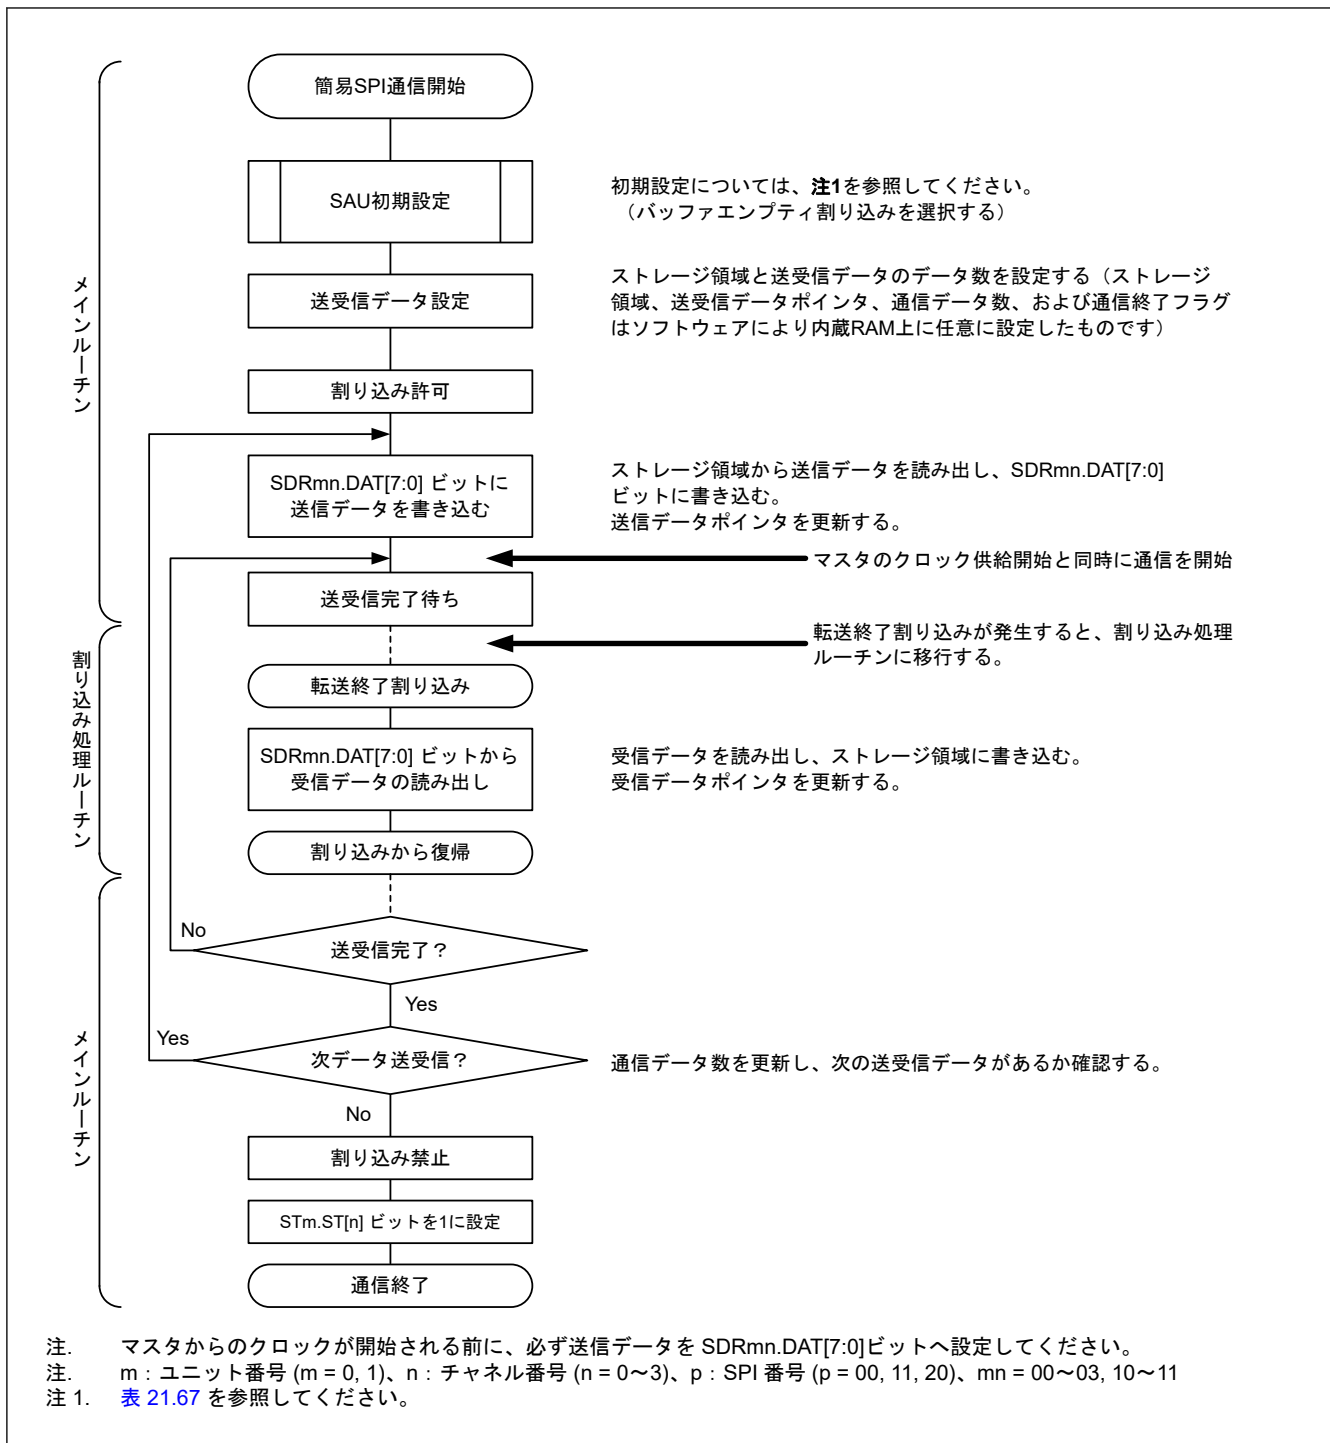 簡易SPI通信開始
SAU初期設定
初期設定については、注1を参照してください。
（バッファエンプティ割り込みを選択する）
メインルーチン
送受信データ設定
ストレージ領域と送受信データのデータ数を設定する（ストレージ
領域、送受信データポインタ、通信データ数、および通信終了フラグ
はソフトウェアにより内蔵RAM上に任意に設定したものです）
割り込み許可
SDRmn.DAT[7:0] ビットに
送信データを書き込む
ストレージ領域から送信データを読み出し、SDRmn.DAT[7:0]
ビットに書き込む。
送信データポインタを更新する。
マスタのクロック供給開始と同時に通信を開始
送受信完了待ち
転送終了割り込みが発生すると、割り込み処理
ルーチンに移行する。
割り込み処理ルーチン
転送終了割り込み
SDRmn.DAT[7:0] ビットから
受信データの読み出し
受信データを読み出し、ストレージ領域に書き込む。
受信データポインタを更新する。
割り込みから復帰
No
送受信完了？
Yes
メインルーチン
Yes
次データ送受信？
通信データ数を更新し、次の送受信データがあるか確認する。
No
割り込み禁止
STm.ST[n] ビットを1に設定
通信終了
注. マスタからのクロックが開始される前に、必ず送信データを SDRmn.DAT[7:0]ビットへ設定してください。
注. m：ユニット番号 (m = 0, 1)、n：チャネル番号 (n = 0～3)、p：SPI 番号 (p = 00, 11, 20)、mn = 00～03, 10～11
注 1. 表 21.67 を参照してください。